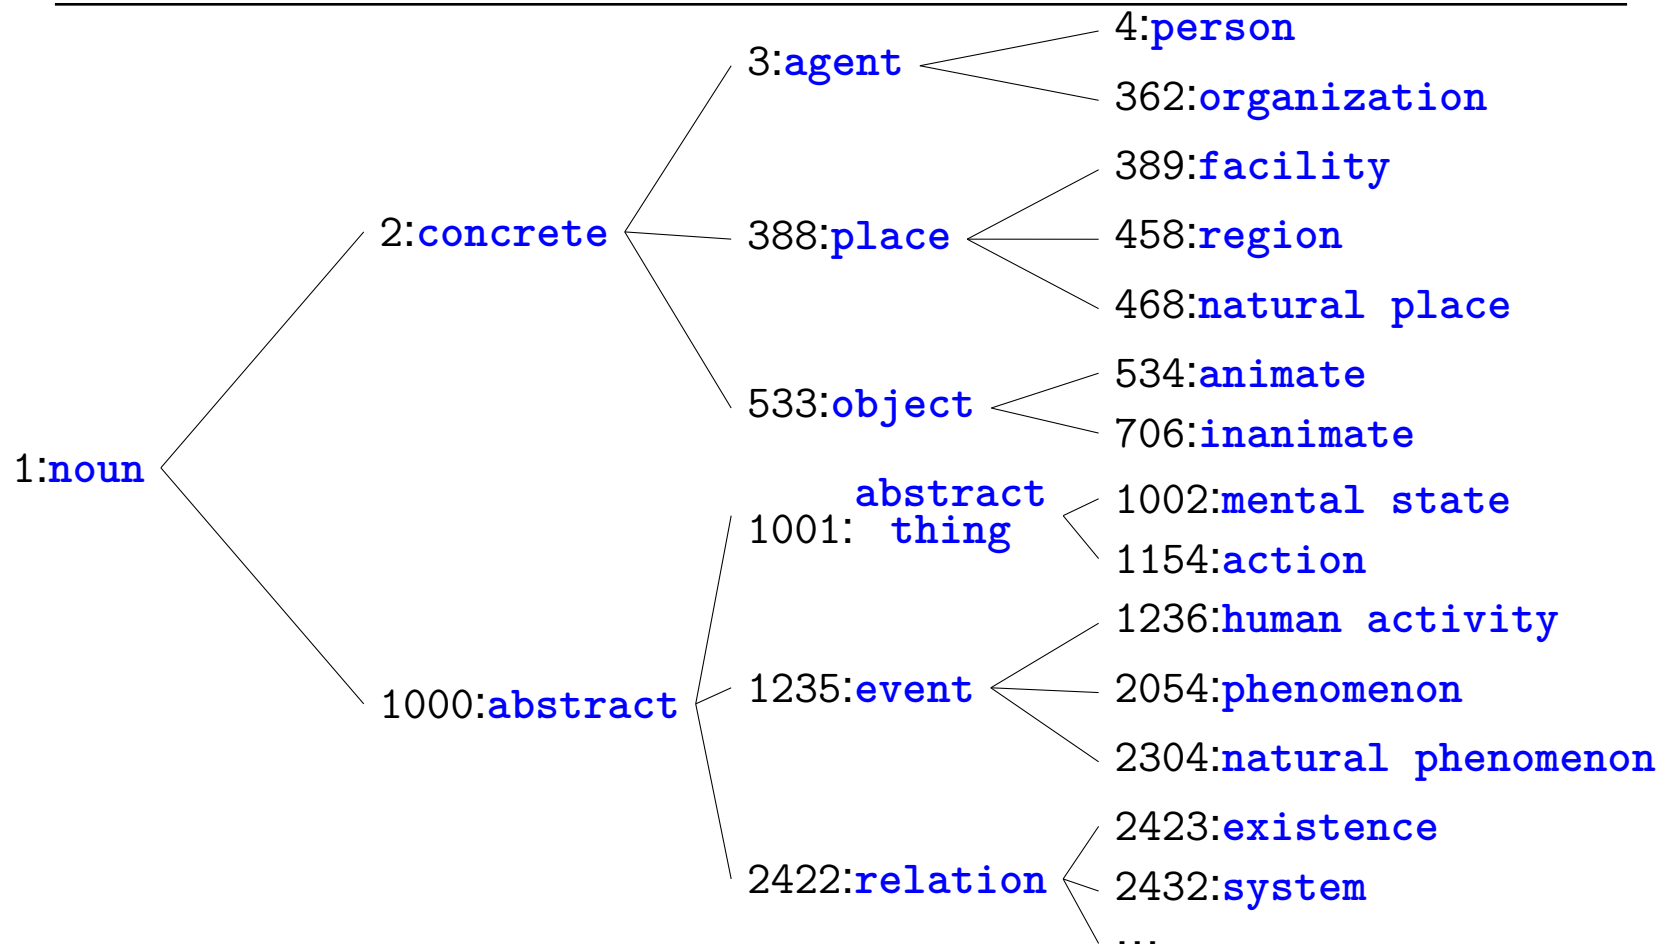 1:noun
2:concrete
3:agent
4:person
362:organization
388:place
389:facility
458:region
468:natural place
533:object
534:animate
706:inanimate
1000:abstract
1001: abstract
thing
1002:mental state
1154:action
1235:event
1236:human activity
2054:phenomenon
2304:natural phenomenon
2422:relation
2423:existence
2432:system
...